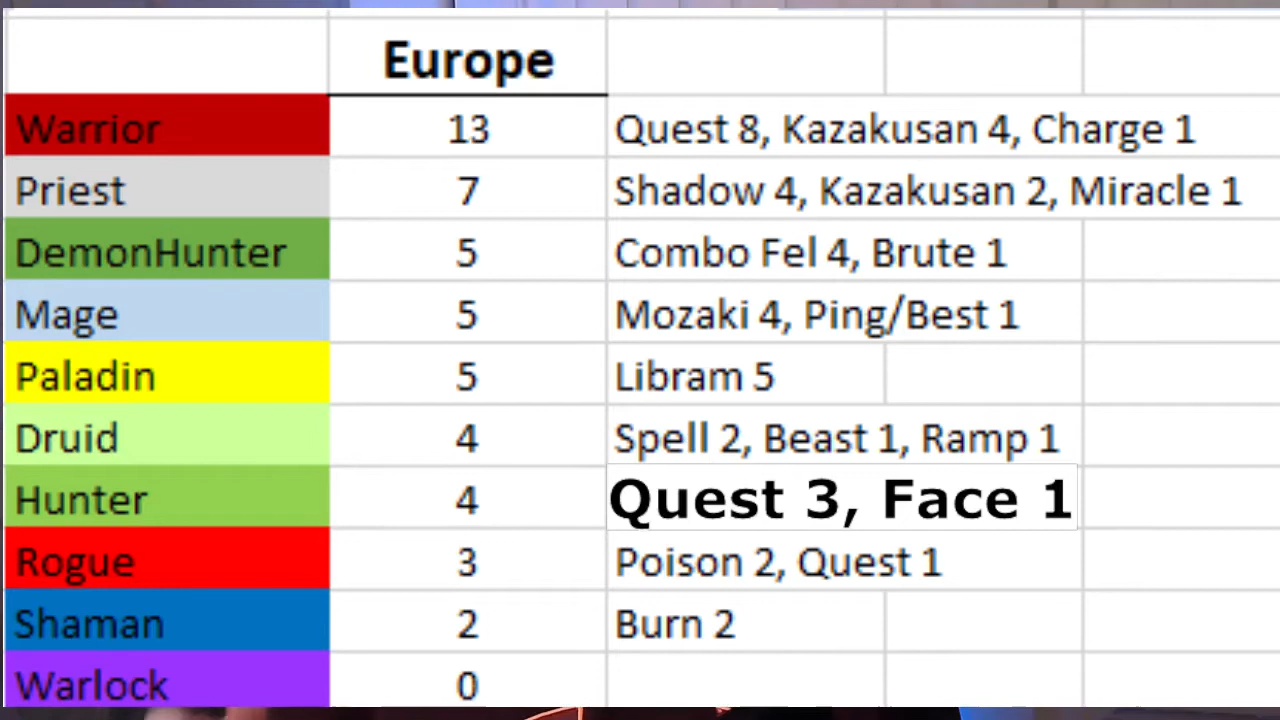 Europe
Warrior 13 Quest 8, Kazakusan 4, Charge 1
Priest 7 Shadow 4, Kazakusan 2, Miracle 1
DemonHunter 5 Combo Fel 4, Brute 1
Mage 5 Mozaki 4, Ping/Best 1
Paladin 5 Libram 5
Druid 4 Spell 2, Beast 1, Ramp 1
Hunter 4 Quest 3, Face 1
Rogue 3 Poison 2, Quest 1
Shaman 2 Burn 2
Warlock 0